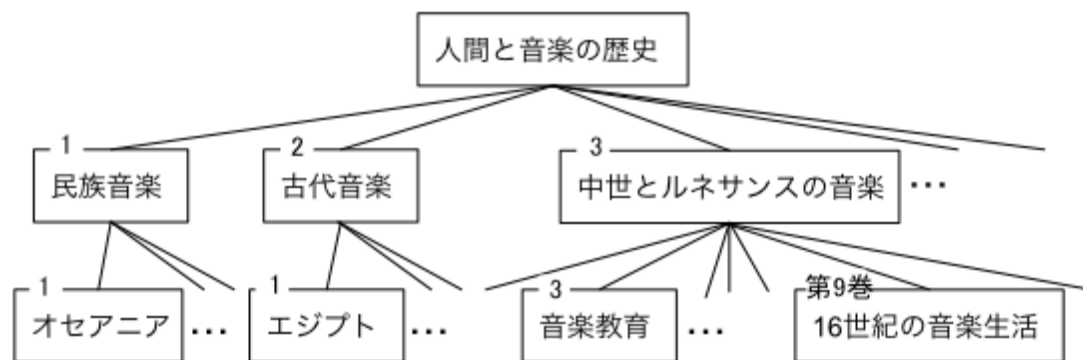 人間と音楽の歴史
1
2
3
民族音楽
古代音楽
中世とルネサンスの音楽
...
1
1
3
第9巻
オセアニア
...
エジプト
...
音楽教育
...
16世紀の音楽生活